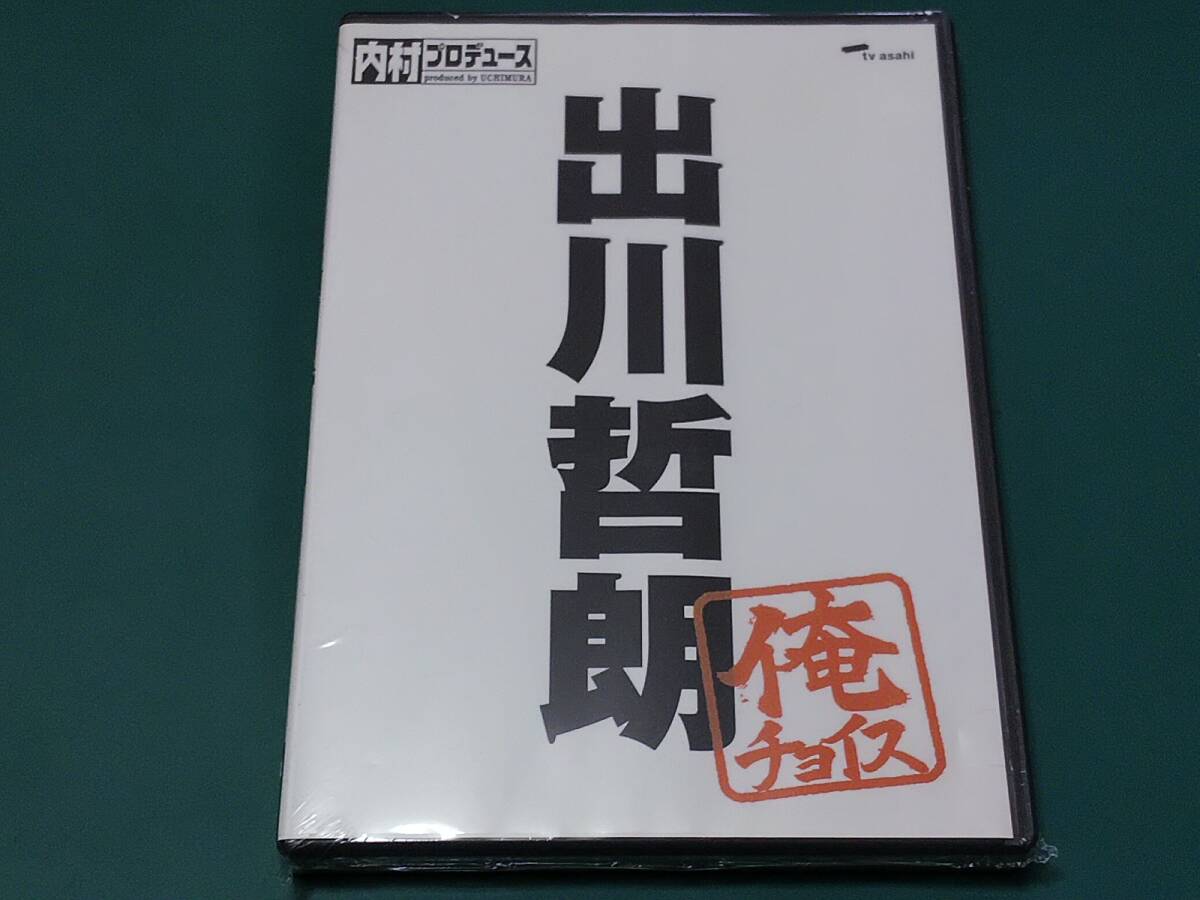 内村プロデュース
produced by UCHIMURA
tv asahi
出川哲朗
俺
チョイス